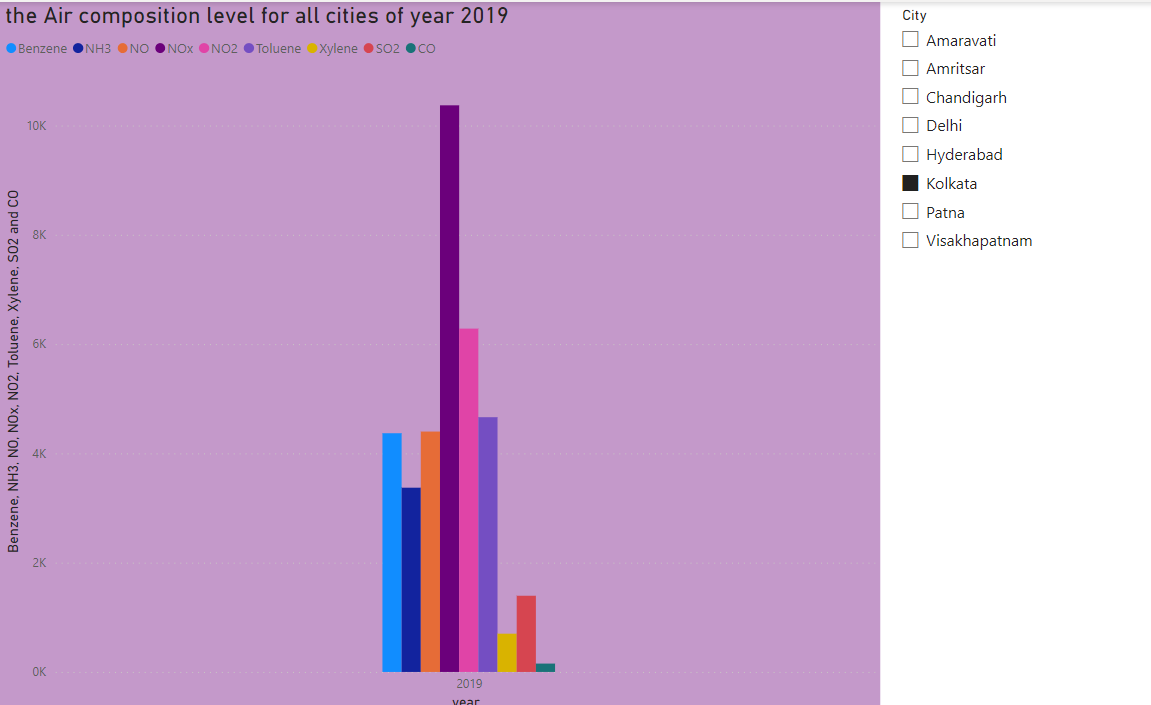 the Air composition level for all cities of year 2019
Benzene NH3 NO NOx NO2 Toluene Xylene SO2 CO
10K
8K
6K
4K
2K
0K
Benzene, NH3, NO, NOx, NO2, Toluene, Xylene, SO2 and CO
2019
year
City
Amaravati
Amritsar
Chandigarh
Delhi
Hyderabad
Kolkata
Patna
Visakhapatnam